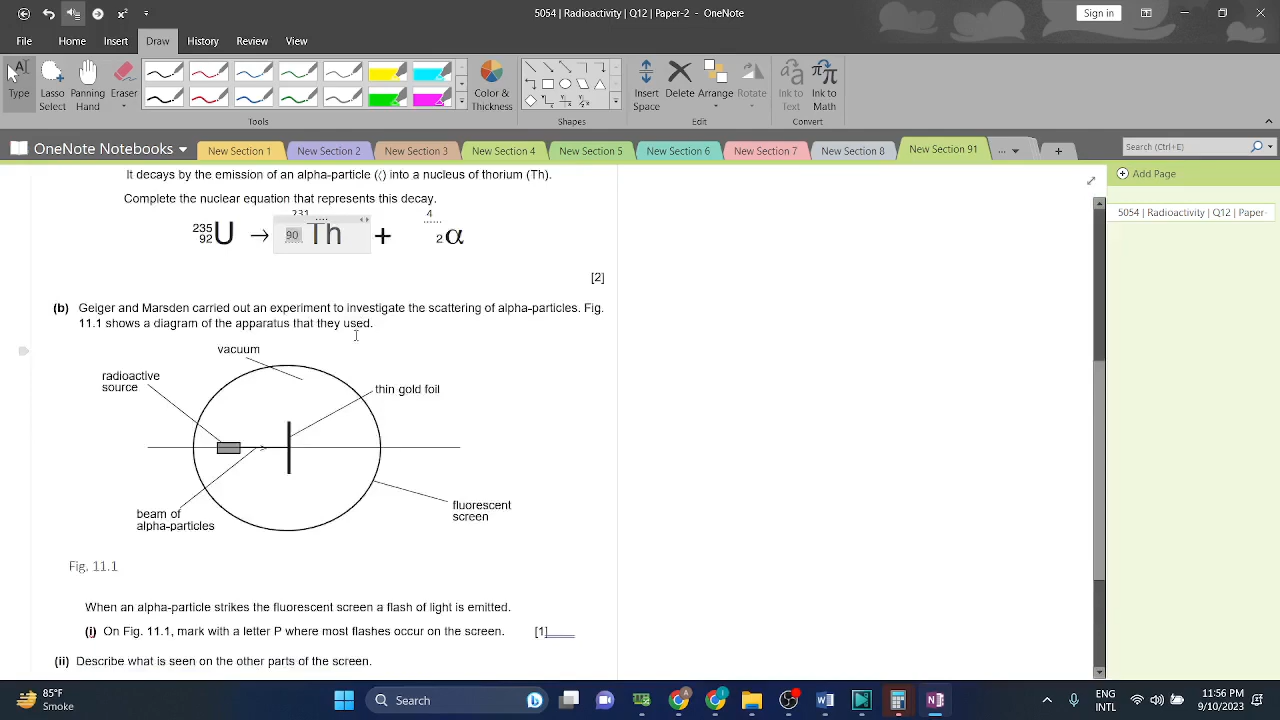 5054 | Radioactivity | Q12 | Paper-2 - OneNote
Sign in
File Home Insert Draw History Review View
Type
Lasso Select
Panning Hand
Eraser
Color & Thickness
Insert Space
Delete
Arrange
Rotate
Ink to Text
Ink to Math
Tools
Shapes
Edit
Convert
OneNote Notebooks
New Section 1
New Section 2
New Section 3
New Section 4
New Section 5
New Section 6
New Section 7
New Section 8
New Section 91
...
Search (Ctrl+E)
Add Page
5054 | Radioactivity | Q12 | Paper-
It decays by the emission of an alpha-particle (〈) into a nucleus of thorium (Th).
Complete the nuclear equation that represents this decay.
231 4
235
92 U → 90 Th + 2 α
[2]
(b) Geiger and Marsden carried out an experiment to investigate the scattering of alpha-particles. Fig.
11.1 shows a diagram of the apparatus that they used.
vacuum
radioactive
source
thin gold foil
fluorescent
screen
beam of
alpha-particles
Fig. 11.1
When an alpha-particle strikes the fluorescent screen a flash of light is emitted.
(i) On Fig. 11.1, mark with a letter P where most flashes occur on the screen. [1]
(ii) Describe what is seen on the other parts of the screen.
85°F
Smoke
Search
ENG
INTL
11:56 PM
9/10/2023